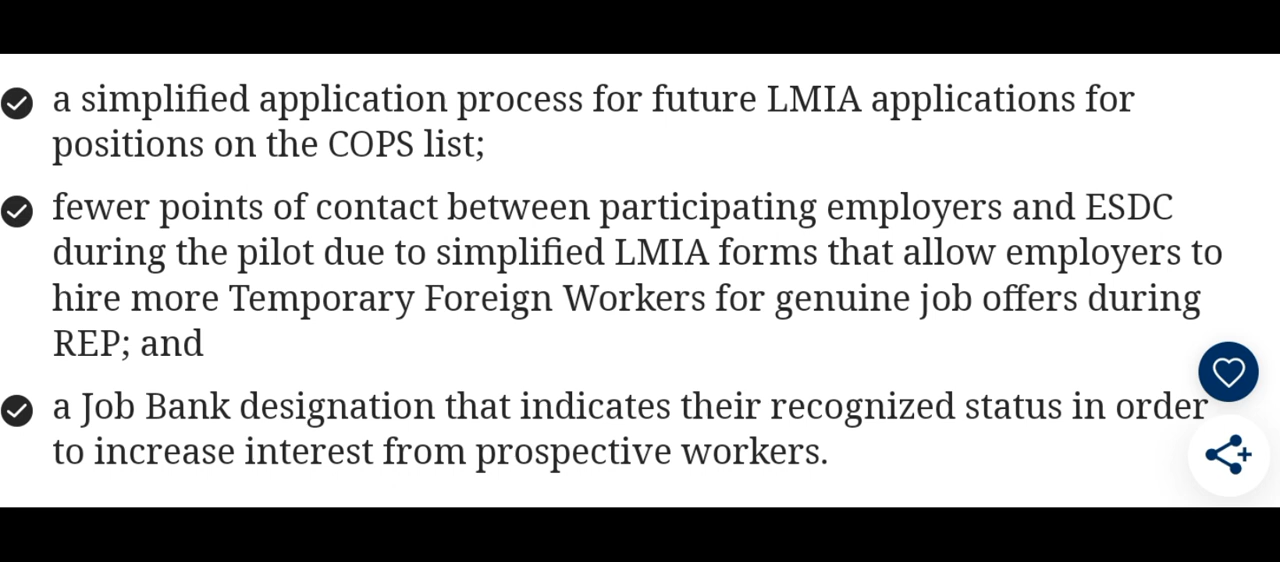 a simplified application process for future LMIA applications for
positions on the COPS list;
fewer points of contact between participating employers and ESDC
during the pilot due to simplified LMIA forms that allow employers to
hire more Temporary Foreign Workers for genuine job offers during
REP; and
a Job Bank designation that indicates their recognized status in order
to increase interest from prospective workers.